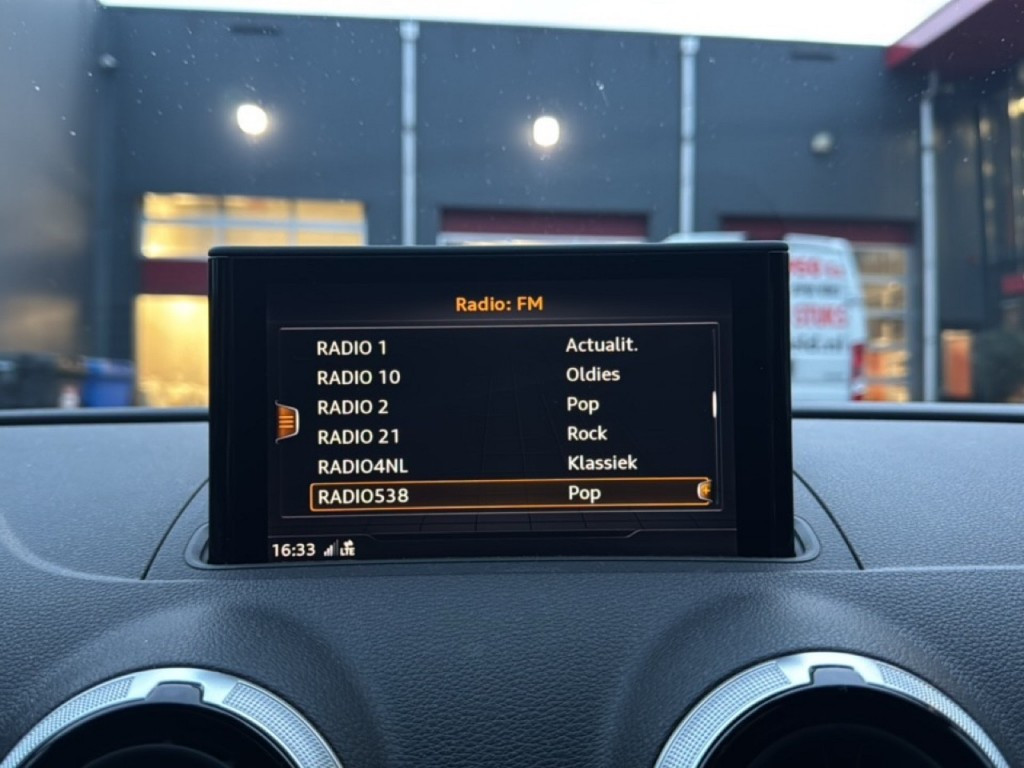 Radio: FM
RADIO 1 Actualit.
RADIO 10 Oldies
RADIO 2 Pop
RADIO 21 Rock
RADIO4NL Klassiek
RADIO538 Pop
16:33 LTE